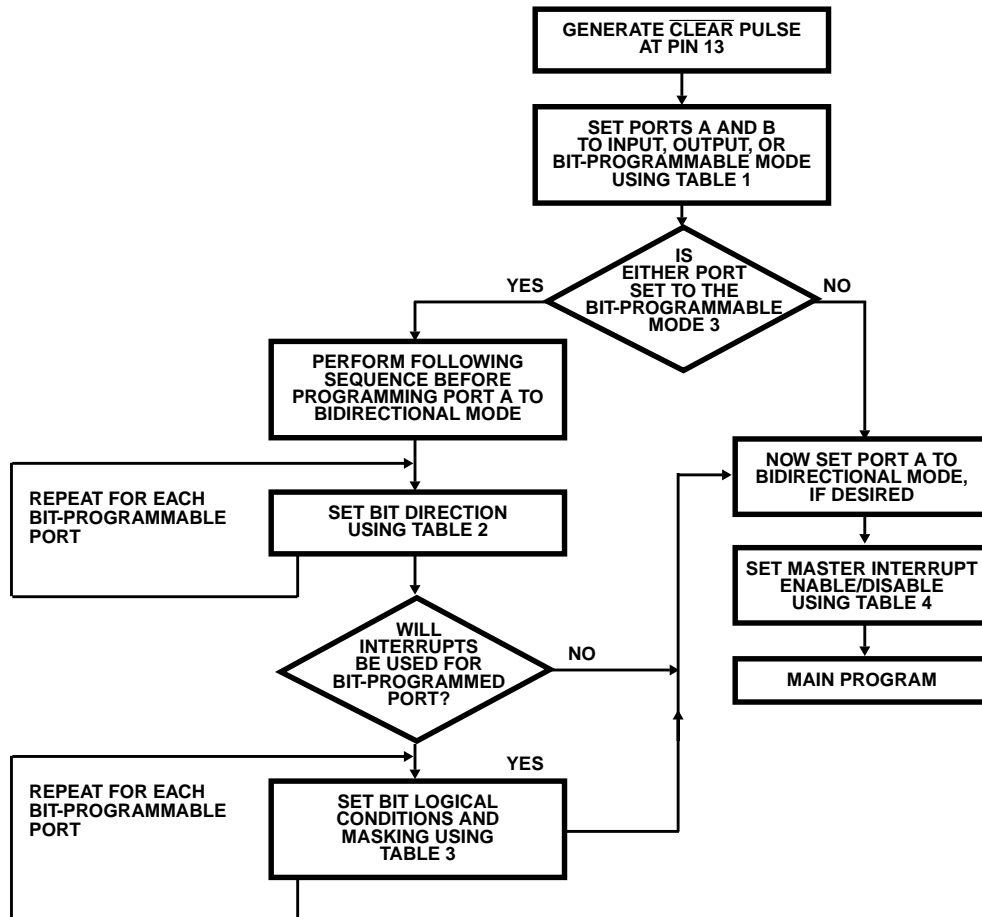 GENERATE CLEAR PULSE
AT PIN 13
SET PORTS A AND B
TO INPUT, OUTPUT, OR
BIT-PROGRAMMABLE MODE
USING TABLE 1
IS
EITHER PORT
SET TO THE
BIT-PROGRAMMABLE
MODE 3
YES
NO
PERFORM FOLLOWING
SEQUENCE BEFORE
PROGRAMMING PORT A TO
BIDIRECTIONAL MODE
REPEAT FOR EACH
BIT-PROGRAMMABLE
PORT
SET BIT DIRECTION
USING TABLE 2
WILL
INTERRUPTS
BE USED FOR
BIT-PROGRAMMED
PORT?
NO
YES
REPEAT FOR EACH
BIT-PROGRAMMABLE
PORT
SET BIT LOGICAL
CONDITIONS AND
MASKING USING
TABLE 3
NOW SET PORT A TO
BIDIRECTIONAL MODE,
IF DESIRED
SET MASTER INTERRUPT
ENABLE/DISABLE
USING TABLE 4
MAIN PROGRAM